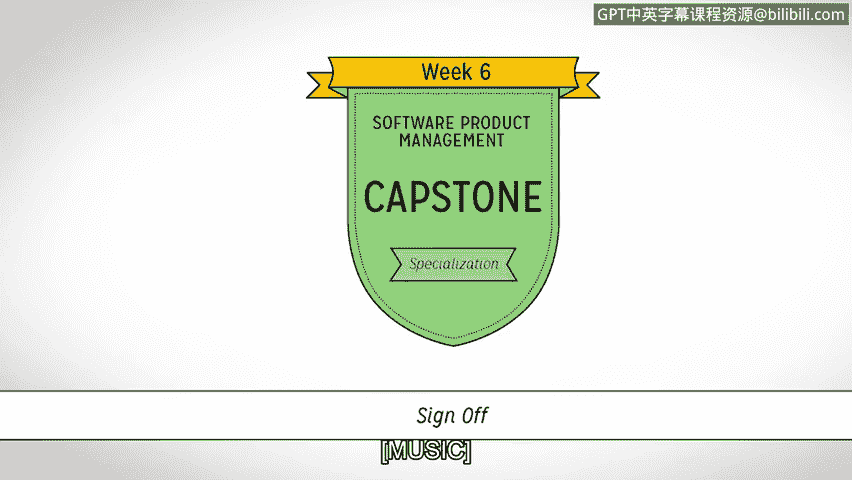 GPT中英字幕课程资源@bilibili.com
Week 6
SOFTWARE PRODUCT
MANAGEMENT
CAPSTONE
Specialization
Sign Off
[MUSIC]